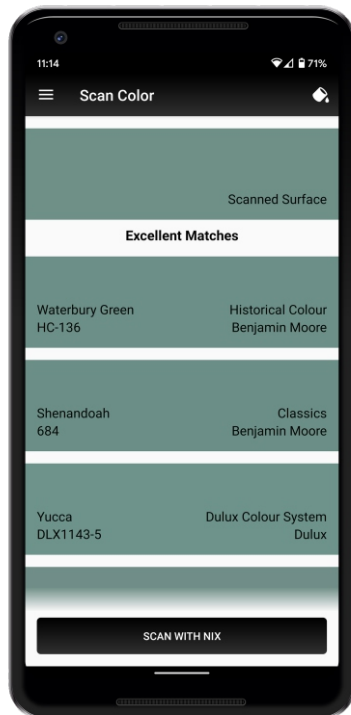 11:14
71%
Scan Color
Scanned Surface
Excellent Matches
Waterbury Green
HC-136
Historical Colour
Benjamin Moore
Shenandoah
684
Classics
Benjamin Moore
Yucca
DLX1143-5
Dulux Colour System
Dulux
SCAN WITH NIX